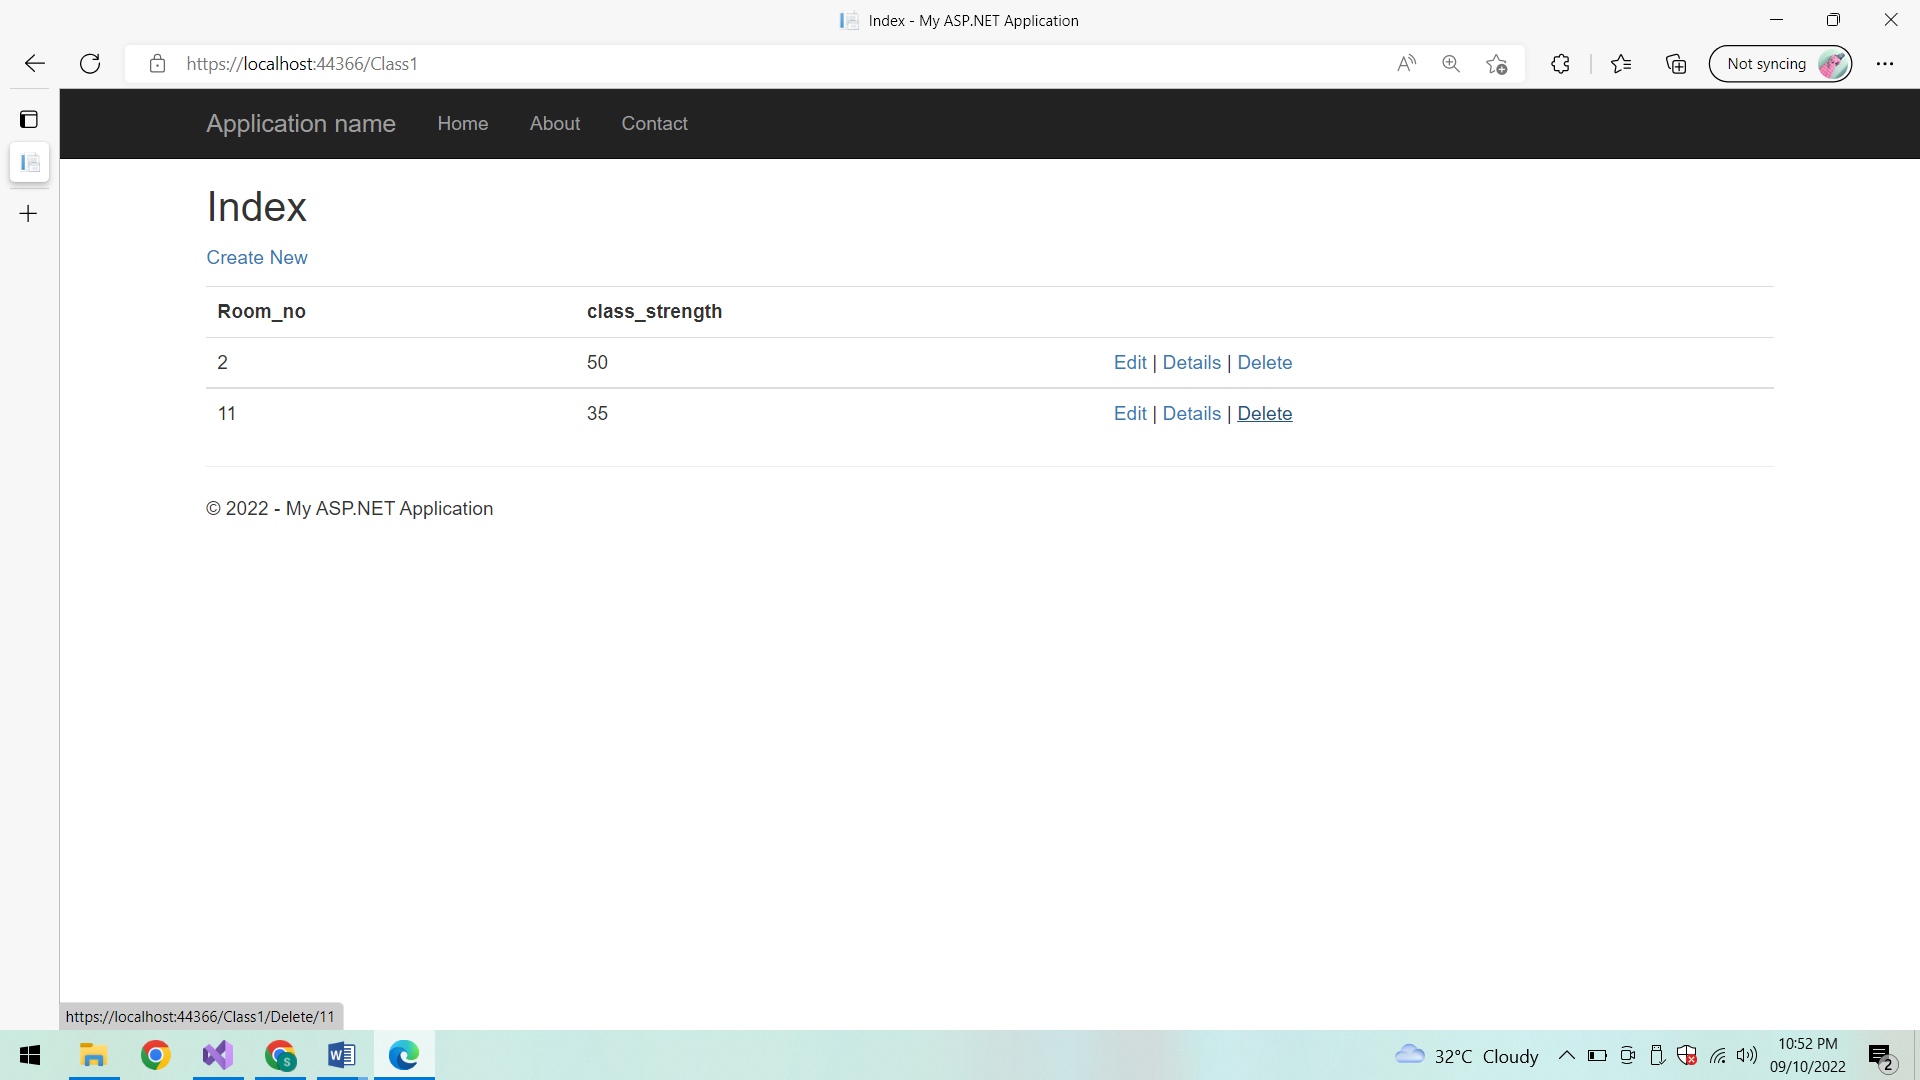 Index - My ASP.NET Application
https://localhost:44366/Class1
Not syncing
Application name Home About Contact
Index
Create New
Room_no class_strength
2 50 Edit | Details | Delete
11 35 Edit | Details | Delete
© 2022 - My ASP.NET Application
https://localhost:44366/Class1/Delete/11
32°C Cloudy
10:52 PM
09/10/2022
2